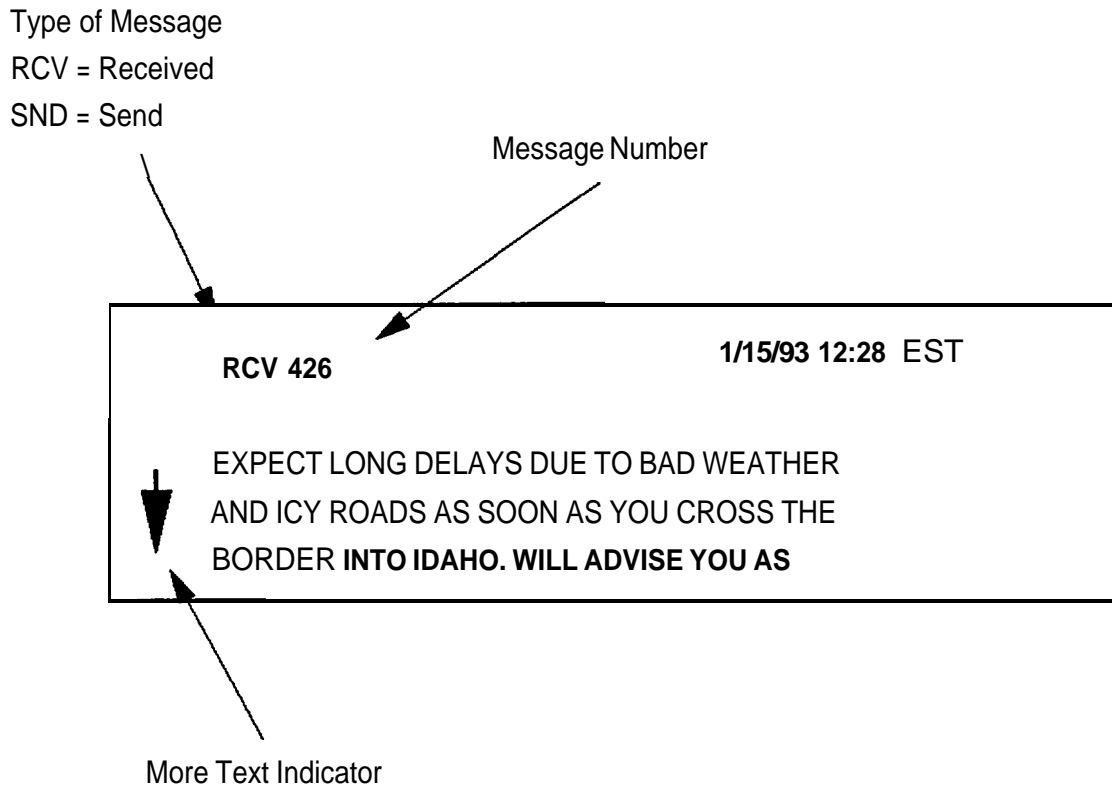 Type of Message
RCV = Received
SND = Send
Message Number
RCV 426
1/15/93 12:28 EST
EXPECT LONG DELAYS DUE TO BAD WEATHER
AND ICY ROADS AS SOON AS YOU CROSS THE
BORDER INTO IDAHO. WILL ADVISE YOU AS
More Text Indicator